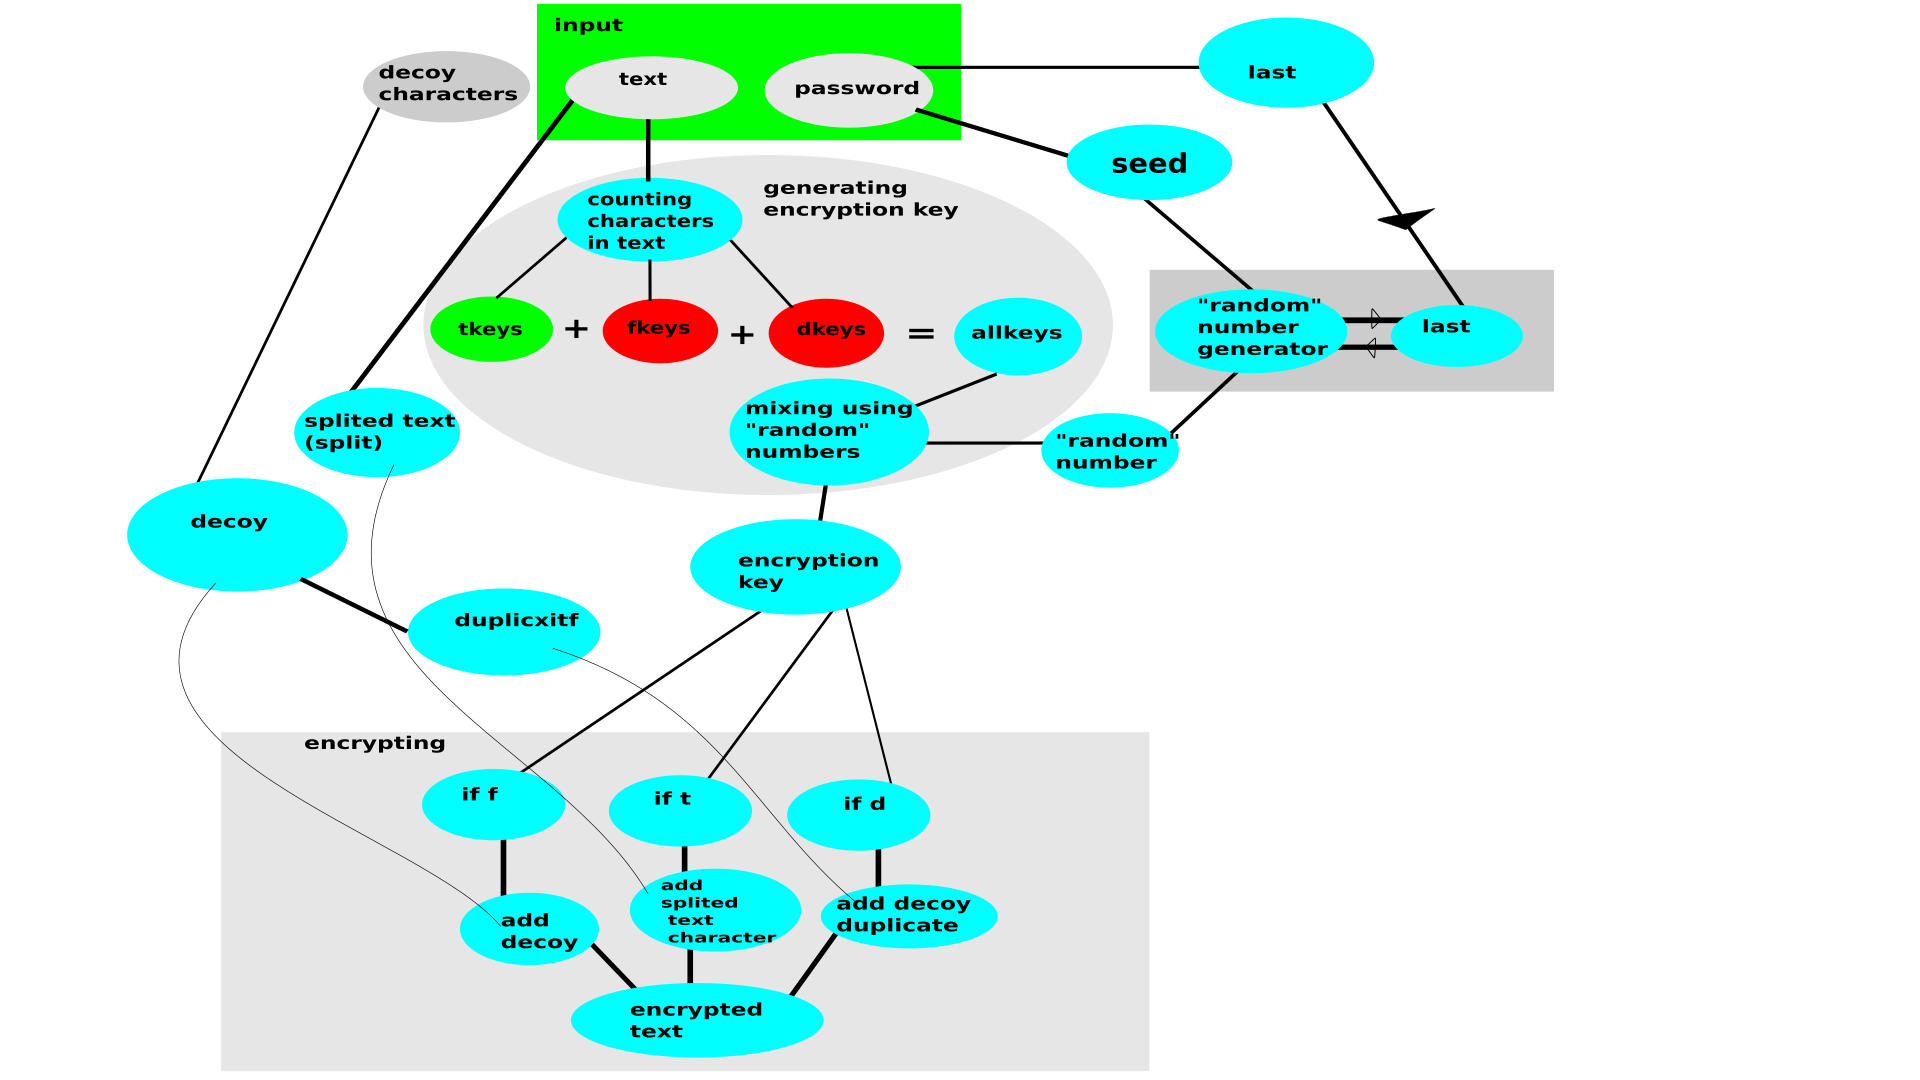 input
decoy
characters
text
password
last
seed
generating
encryption key
counting
characters
in text
tkeys
+
fkeys
+
dkeys
=
allkeys
"random"
number
generator
last
splited text
(split)
mixing using
"random"
numbers
"random"
number
decoy
encryption
key
duplicxitf
encrypting
if f
if t
if d
add
decoy
add
splited
text
character
add decoy
duplicate
encrypted
text